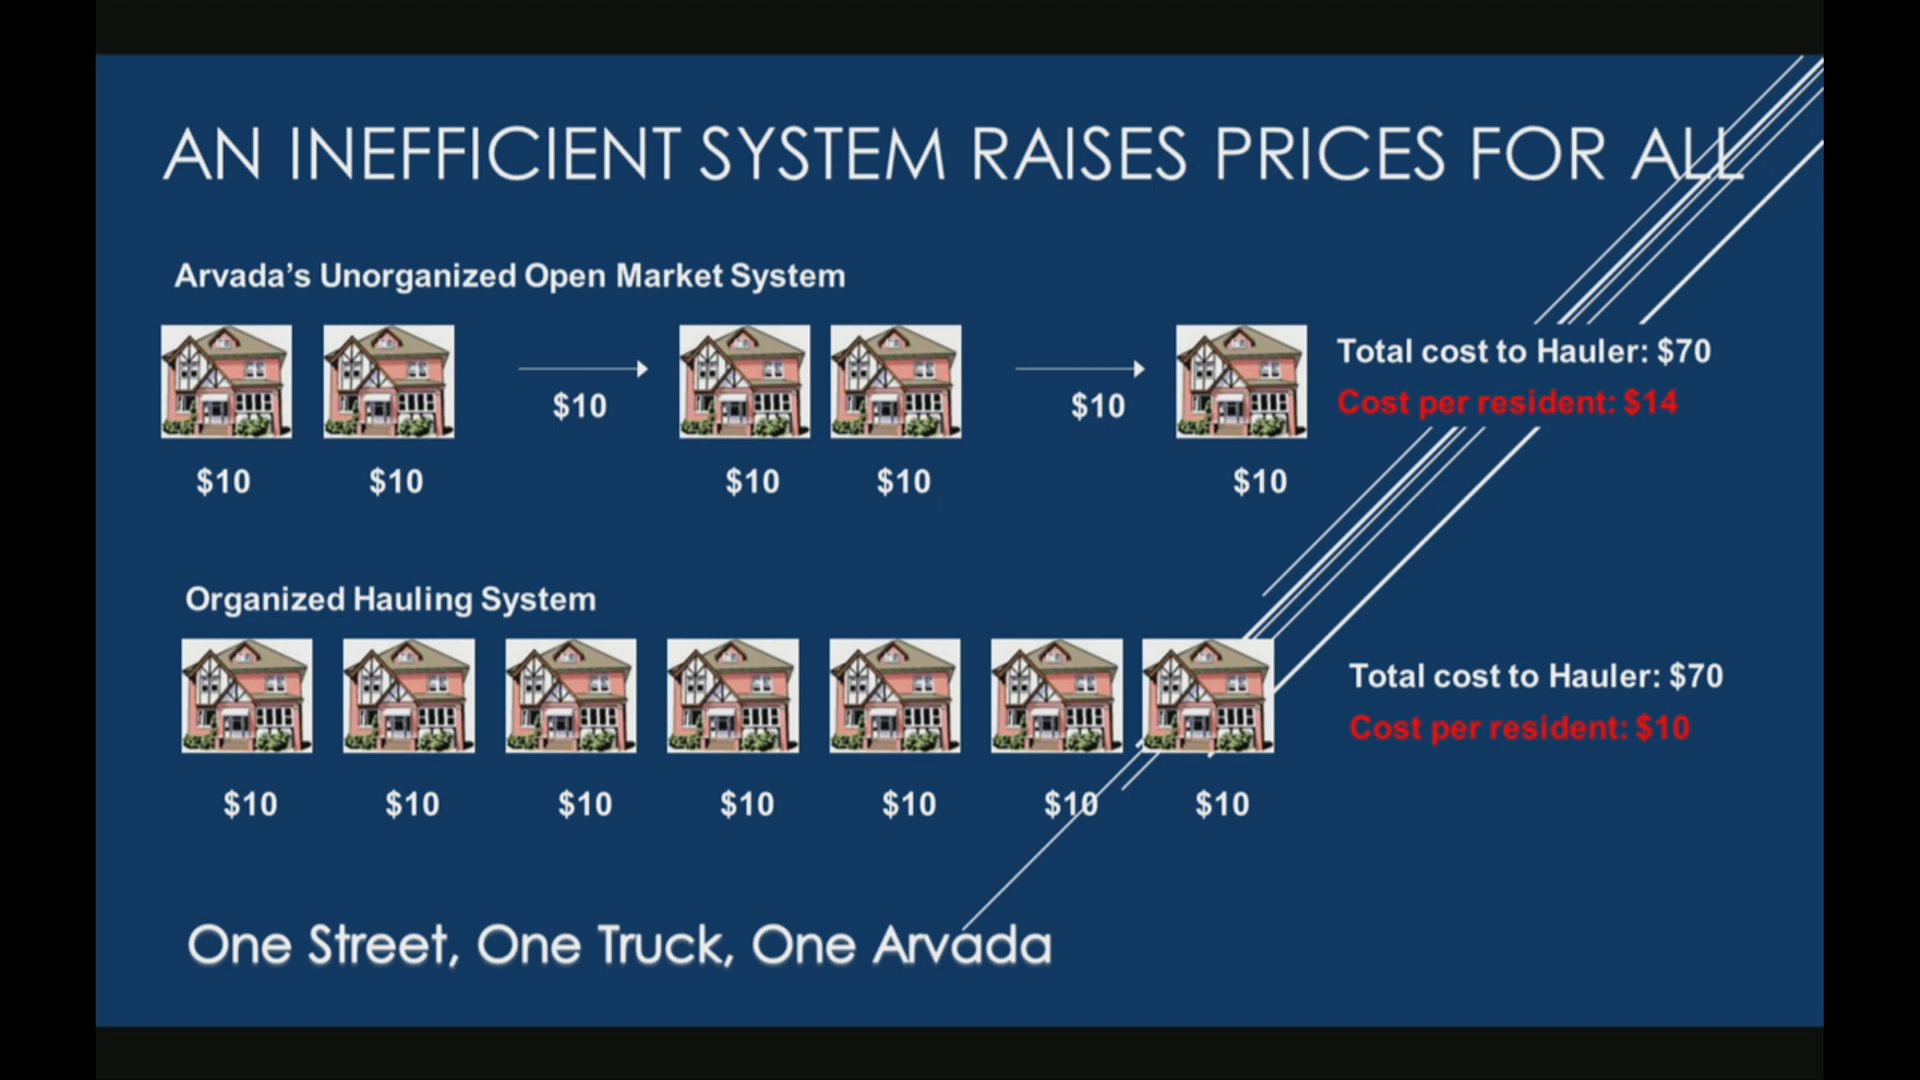 AN INEFFICIENT SYSTEM RAISES PRICES FOR ALL
Arvada’s Unorganized Open Market System
Total cost to Hauler: $70
Cost per resident: $14
$10 $10
$10 $10 $10 $10 $10
Organized Hauling System
Total cost to Hauler: $70
Cost per resident: $10
$10 $10 $10 $10 $10 $10 $10
One Street, One Truck, One Arvada